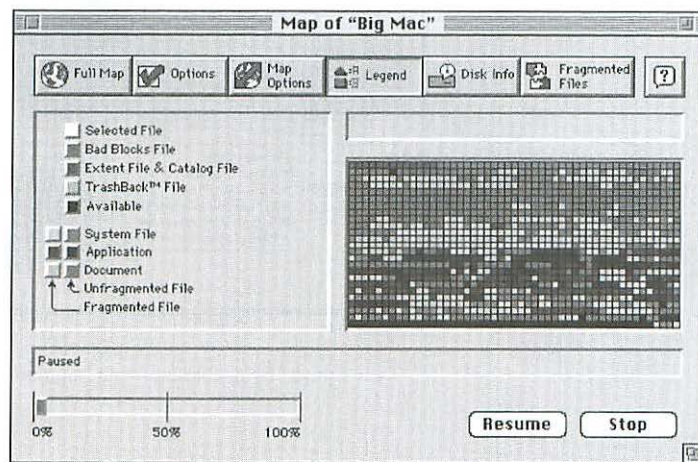 Map of “Big Mac”
Full Map
Options
Map
Options
Legend
Disk Info
Fragmented
Files
?
Selected File
Bad Blocks File
Extent File & Catalog File
TrashBack™ File
Available
System File
Application
Document
Unfragmented File
Fragmented File
Paused
0% 50% 100%
Resume Stop